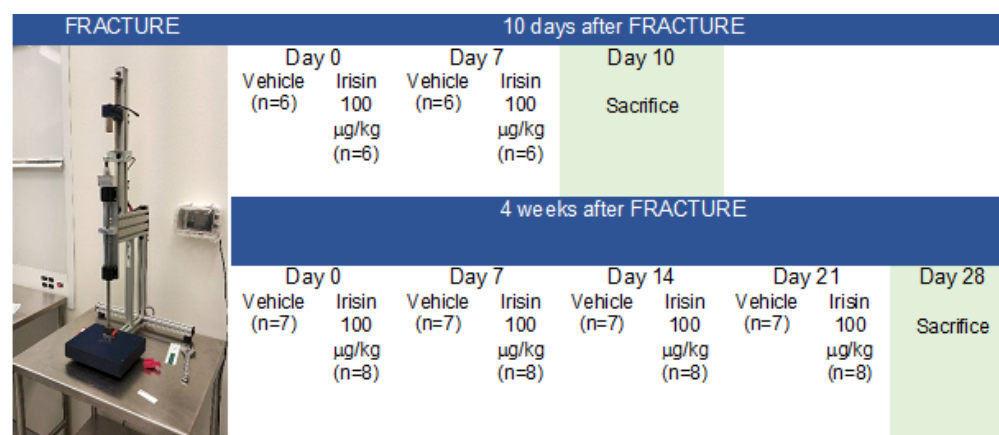 FRACTURE
10 days after FRACTURE
Day 0 Day 7 Day 10
Vehicle Irisin Vehicle Irisin
(n=6) 100 (n=6) 100 Sacrifice
μg/kg μg/kg
(n=6) (n=6)
4 weeks after FRACTURE
Day 0 Day 7 Day 14 Day 21 Day 28
Vehicle Irisin Vehicle Irisin Vehicle Irisin Vehicle Irisin
(n=7) 100 (n=7) 100 (n=7) 100 (n=7) 100 Sacrifice
μg/kg μg/kg μg/kg μg/kg
(n=8) (n=8) (n=8) (n=8)